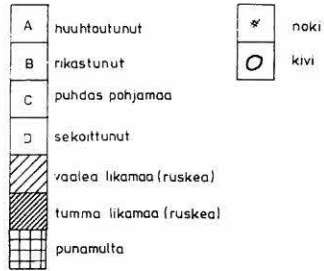 A huuhtoutunut
B rikastunut
C puhdas pohjamaa
D sekoittunut
vaalea likamaa (ruskea)
tumma likamaa (ruskea)
punamulta
noki
kivi